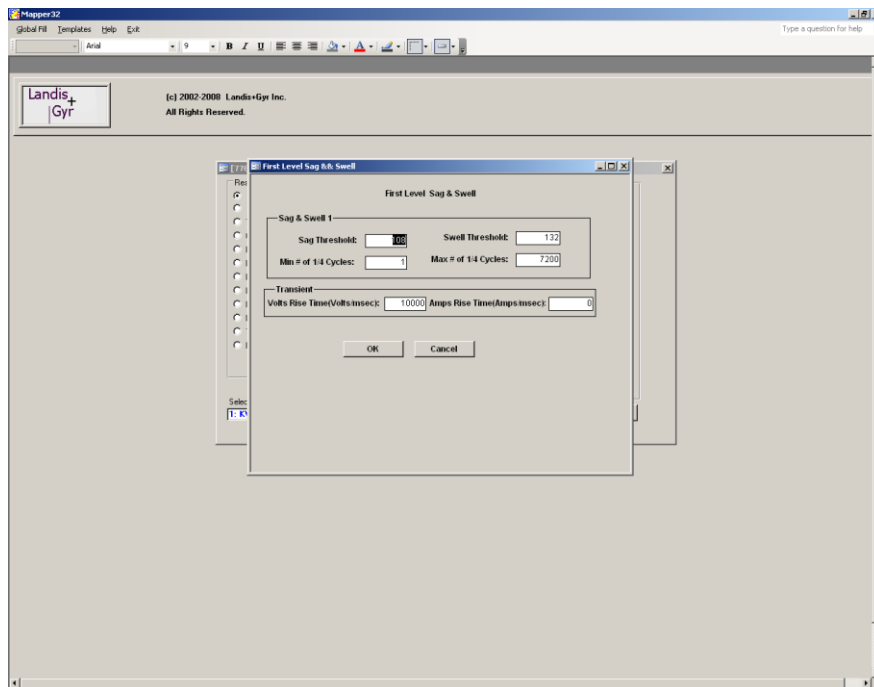 Mapper32
Global Fill Templates Help Exit
Type a question for help
Arial 9 B I U A
Landis+
Gyr
(c) 2002-2008 Landis+Gyr Inc.
All Rights Reserved.
First Level Sag && Swell
First Level Sag & Swell
Sag & Swell 1
Sag Threshold: 108 Swell Threshold: 132
Min # of 1/4 Cycles: 1 Max # of 1/4 Cycles: 7200
Transient
Volts Rise Time(Volts/msec): 10000 Amps Rise Time(Amps/msec): 0
OK Cancel